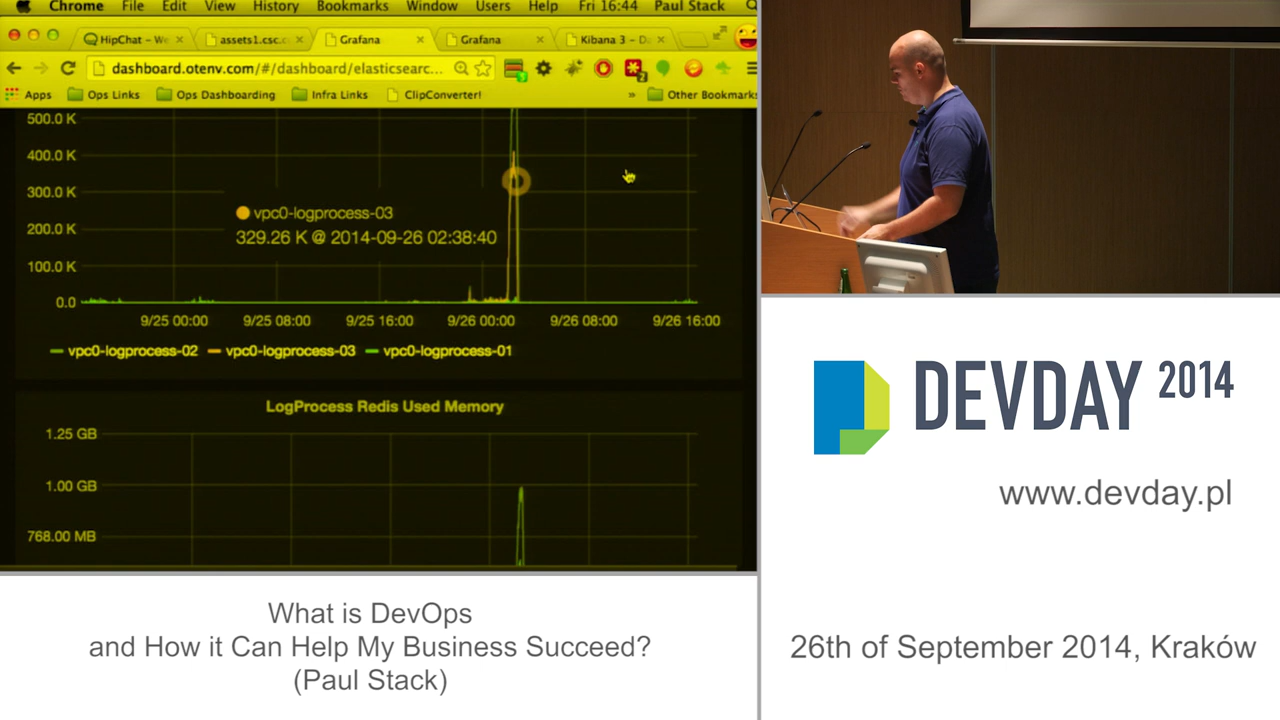 Chrome File Edit View History Bookmarks Window Users Help Fri 16:44 Paul Stack
HipChat – We
assets1.csc.c
Grafana
Grafana
Kibana 3 – D
dashboard.otenv.com/#/dashboard/elasticsearc...
Apps Ops Links Ops Dashboarding Infra Links ClipConverter! » Other Bookmarks
500.0 K
400.0 K
300.0 K
200.0 K
100.0 K
0.0
vpc0-logprocess-03
329.26 K @ 2014-09-26 02:38:40
9/25 00:00 9/25 08:00 9/25 16:00 9/26 00:00 9/26 08:00 9/26 16:00
vpc0-logprocess-02 vpc0-logprocess-03 vpc0-logprocess-01
LogProcess Redis Used Memory
1.25 GB
1.00 GB
768.00 MB
What is DevOps
and How it Can Help My Business Succeed?
(Paul Stack)
DEVDAY 2014
www.devday.pl
26th of September 2014, Kraków